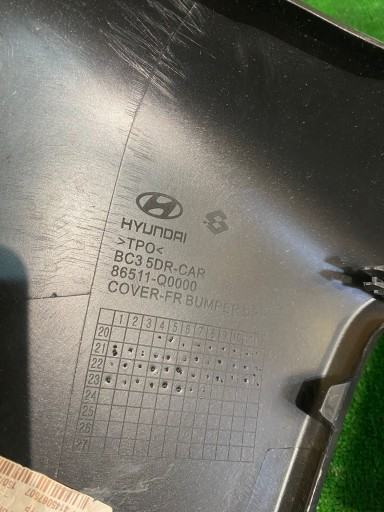 HYUNDAI
>TPO<
BC3 5DR-CAR
86511-Q0000
COVER-FR BUMPER
1 2 3 4 5 6 7 8 9
20
21
22
23
24
25
26
27